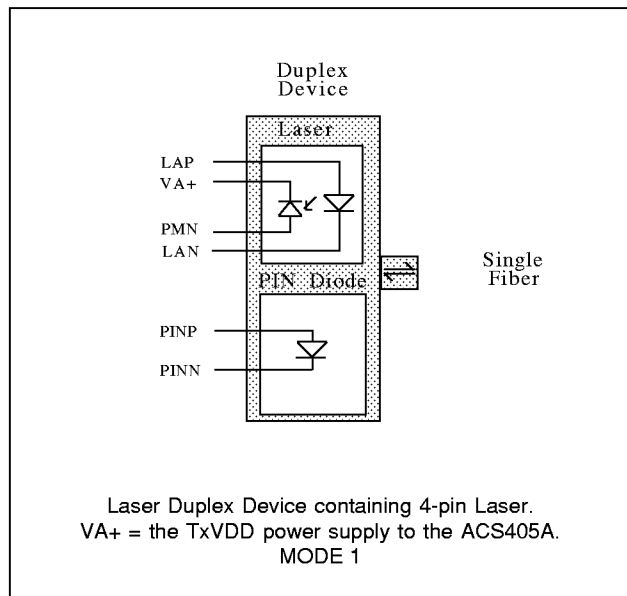 Duplex
Device
Laser
LAP
VA+
PMN
LAN
PIN Diode
Single
Fiber
PINP
PINN
Laser Duplex Device containing 4-pin Laser.
VA+ = the TxVDD power supply to the ACS405A.
MODE 1